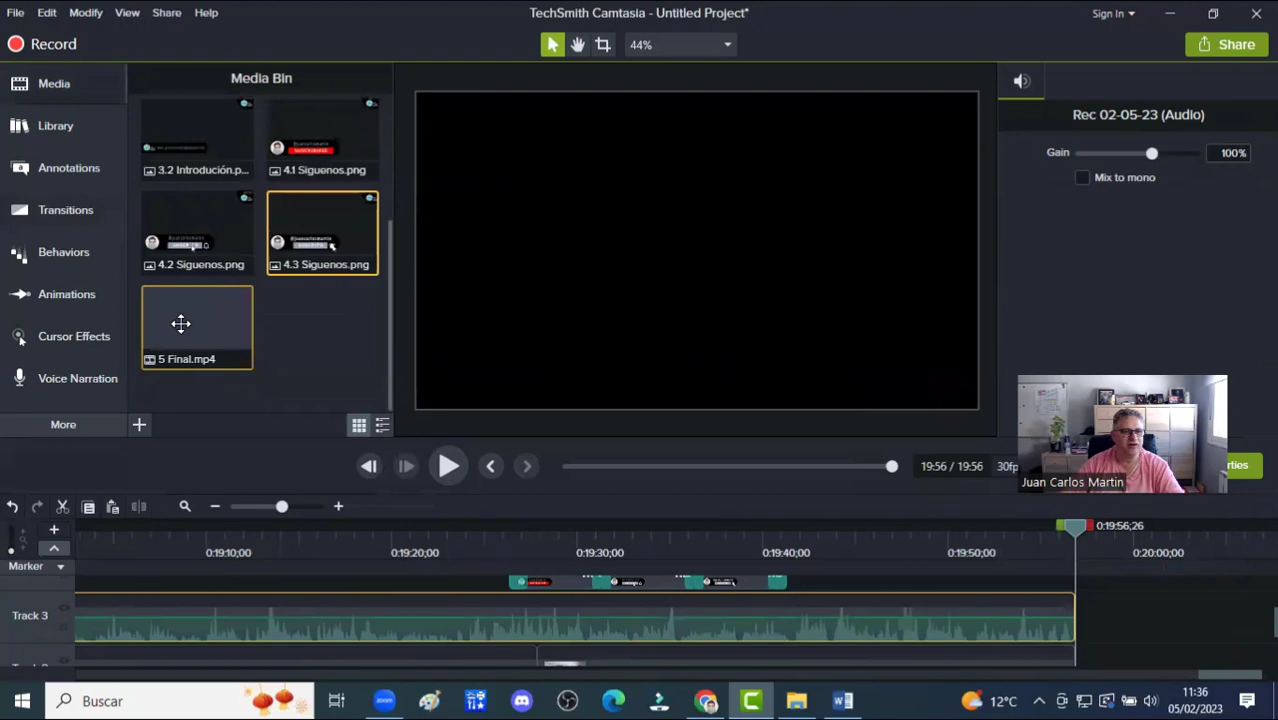 File Edit Modify View Share Help
TechSmith Camtasia - Untitled Project*
Sign In
Record
44%
Share
Media
Library
Annotations
Transitions
Behaviors
Animations
Cursor Effects
Voice Narration
More
Media Bin
3.2 Introdución.p...
4.1 Siguenos.png
4.2 Siguenos.png
4.3 Siguenos.png
5 Final.mp4
Rec 02-05-23 (Audio)
Gain 100%
Mix to mono
Juan Carlos Martin
19:56 / 19:56
30fp
rties
0:19:56;26
0:19:10;00 0:19:20;00 0:19:30;00 0:19:40;00 0:19:50;00 0:20:00;00
Marker
Track 3
Buscar
zoom
12°C
11:36
05/02/2023